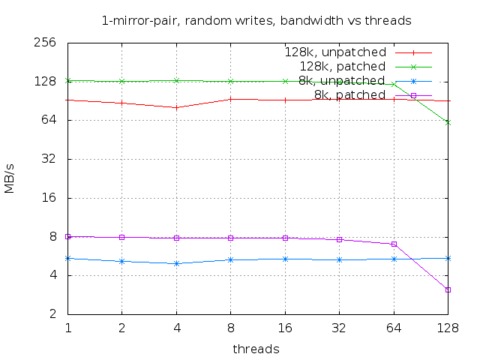 1-mirror-pair, random writes, bandwidth vs threads
256
128
64
32
16
8
4
2
MB/s
128k, unpatched
128k, patched
8k, unpatched
8k, patched
1 2 4 8 16 32 64 128
threads